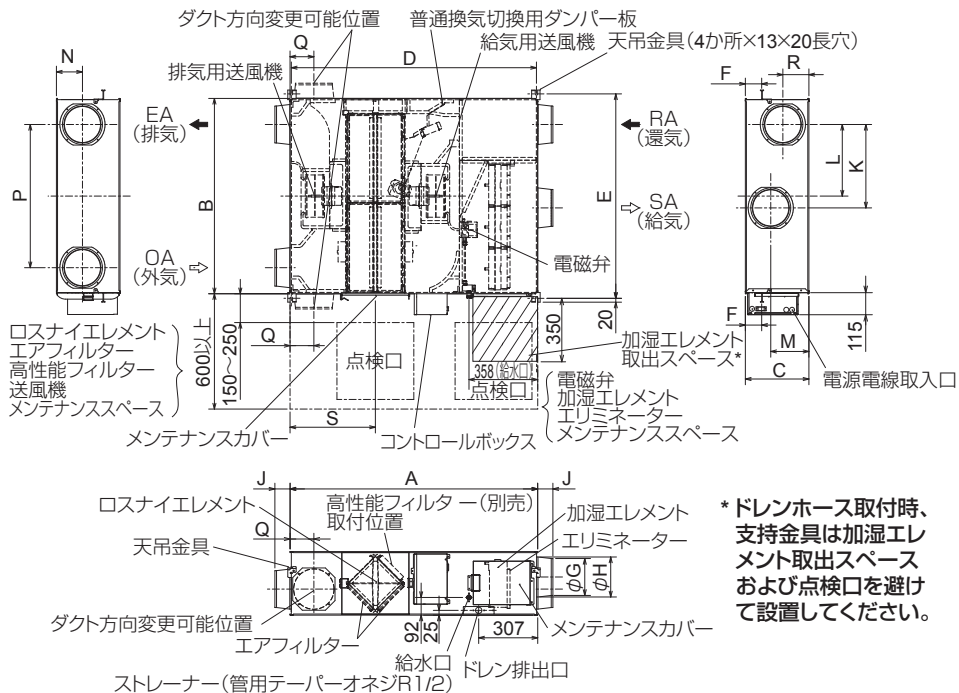 ダクト方向変更可能位置
普通換気切換用ダンパー板
給気用送風機
天吊金具(4か所×13×20長穴)
排気用送風機
Q
D
N
F
R
EA
(排気)
RA
(還気)
P
B
E
L
K
SA
(給気)
OA
(外気)
電磁弁
ロスナイエレメント
エアフィルター
高性能フィルター
送風機
メンテナンススペース
600以上
150~250
Q
点検口
358(給水口)
点検口
350
20
加湿エレメント
取出スペース*
F
M
115
C
電源電線取入口
電磁弁
加湿エレメント
エリミネーター
メンテナンススペース
S
メンテナンスカバー
コントロールボックス
J
A
J
ロスナイエレメント
高性能フィルター(別売)
取付位置
加湿エレメント
エリミネーター
天吊金具
Q
φG
φH
ダクト方向変更可能位置
エアフィルター
92
25
307
メンテナンスカバー
給水口
ドレン排出口
ストレーナー(管用テーパーオネジR1/2)
*ドレンホース取付時、
支持金具は加湿エレ
メント取出スペース
および点検口を避け
て設置してください。